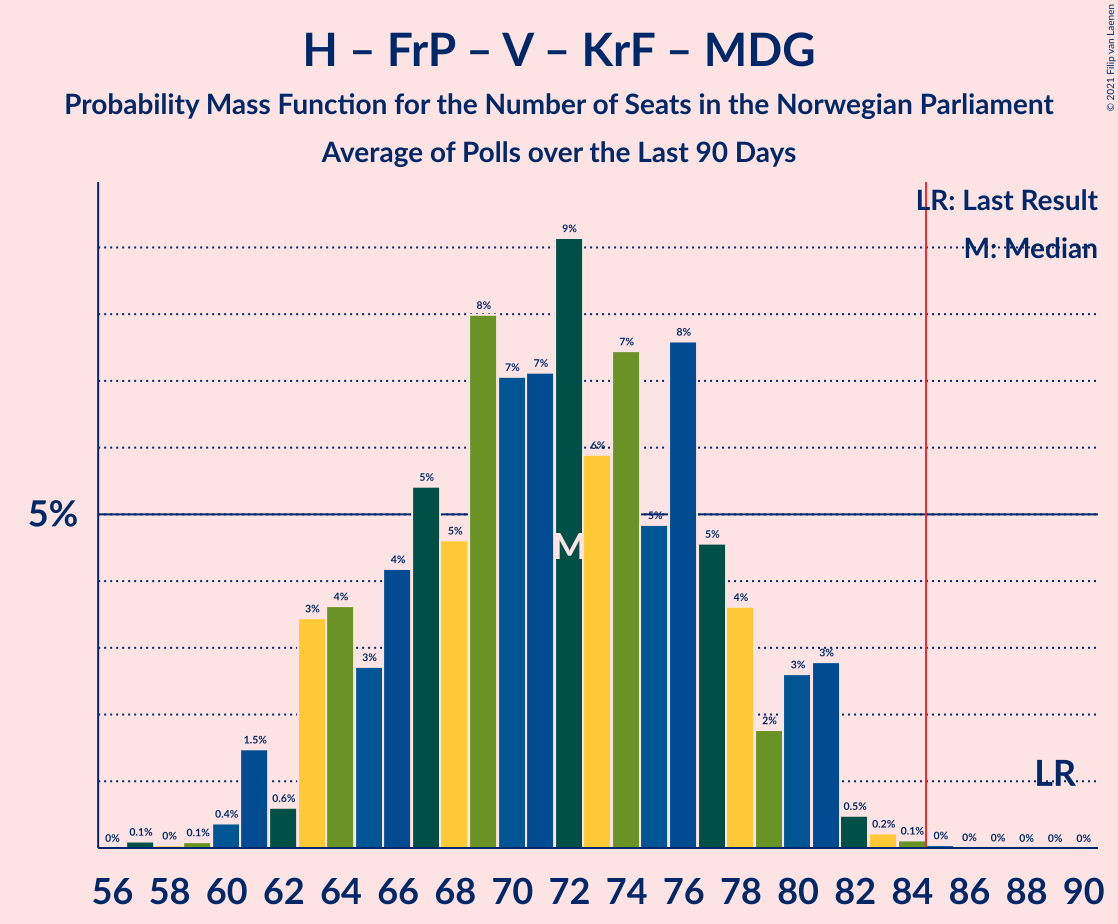 H – FrP – V – KrF – MDG
Probability Mass Function for the Number of Seats in the Norwegian Parliament
Average of Polls over the Last 90 Days
© 2021 Filip van Laenen
LR: Last Result
M: Median
5%
0% 0.1% 0% 0.1% 0.4% 1.5% 0.6% 3% 4% 3% 4% 5% 5% 8% 7% 7% 9% 6% 7% 5% 8% 5% 4% 2% 3% 3% 0.5% 0.2% 0.1% 0% 0% 0% 0% 0% 0%
M
LR
56 58 60 62 64 66 68 70 72 74 76 78 80 82 84 86 88 90